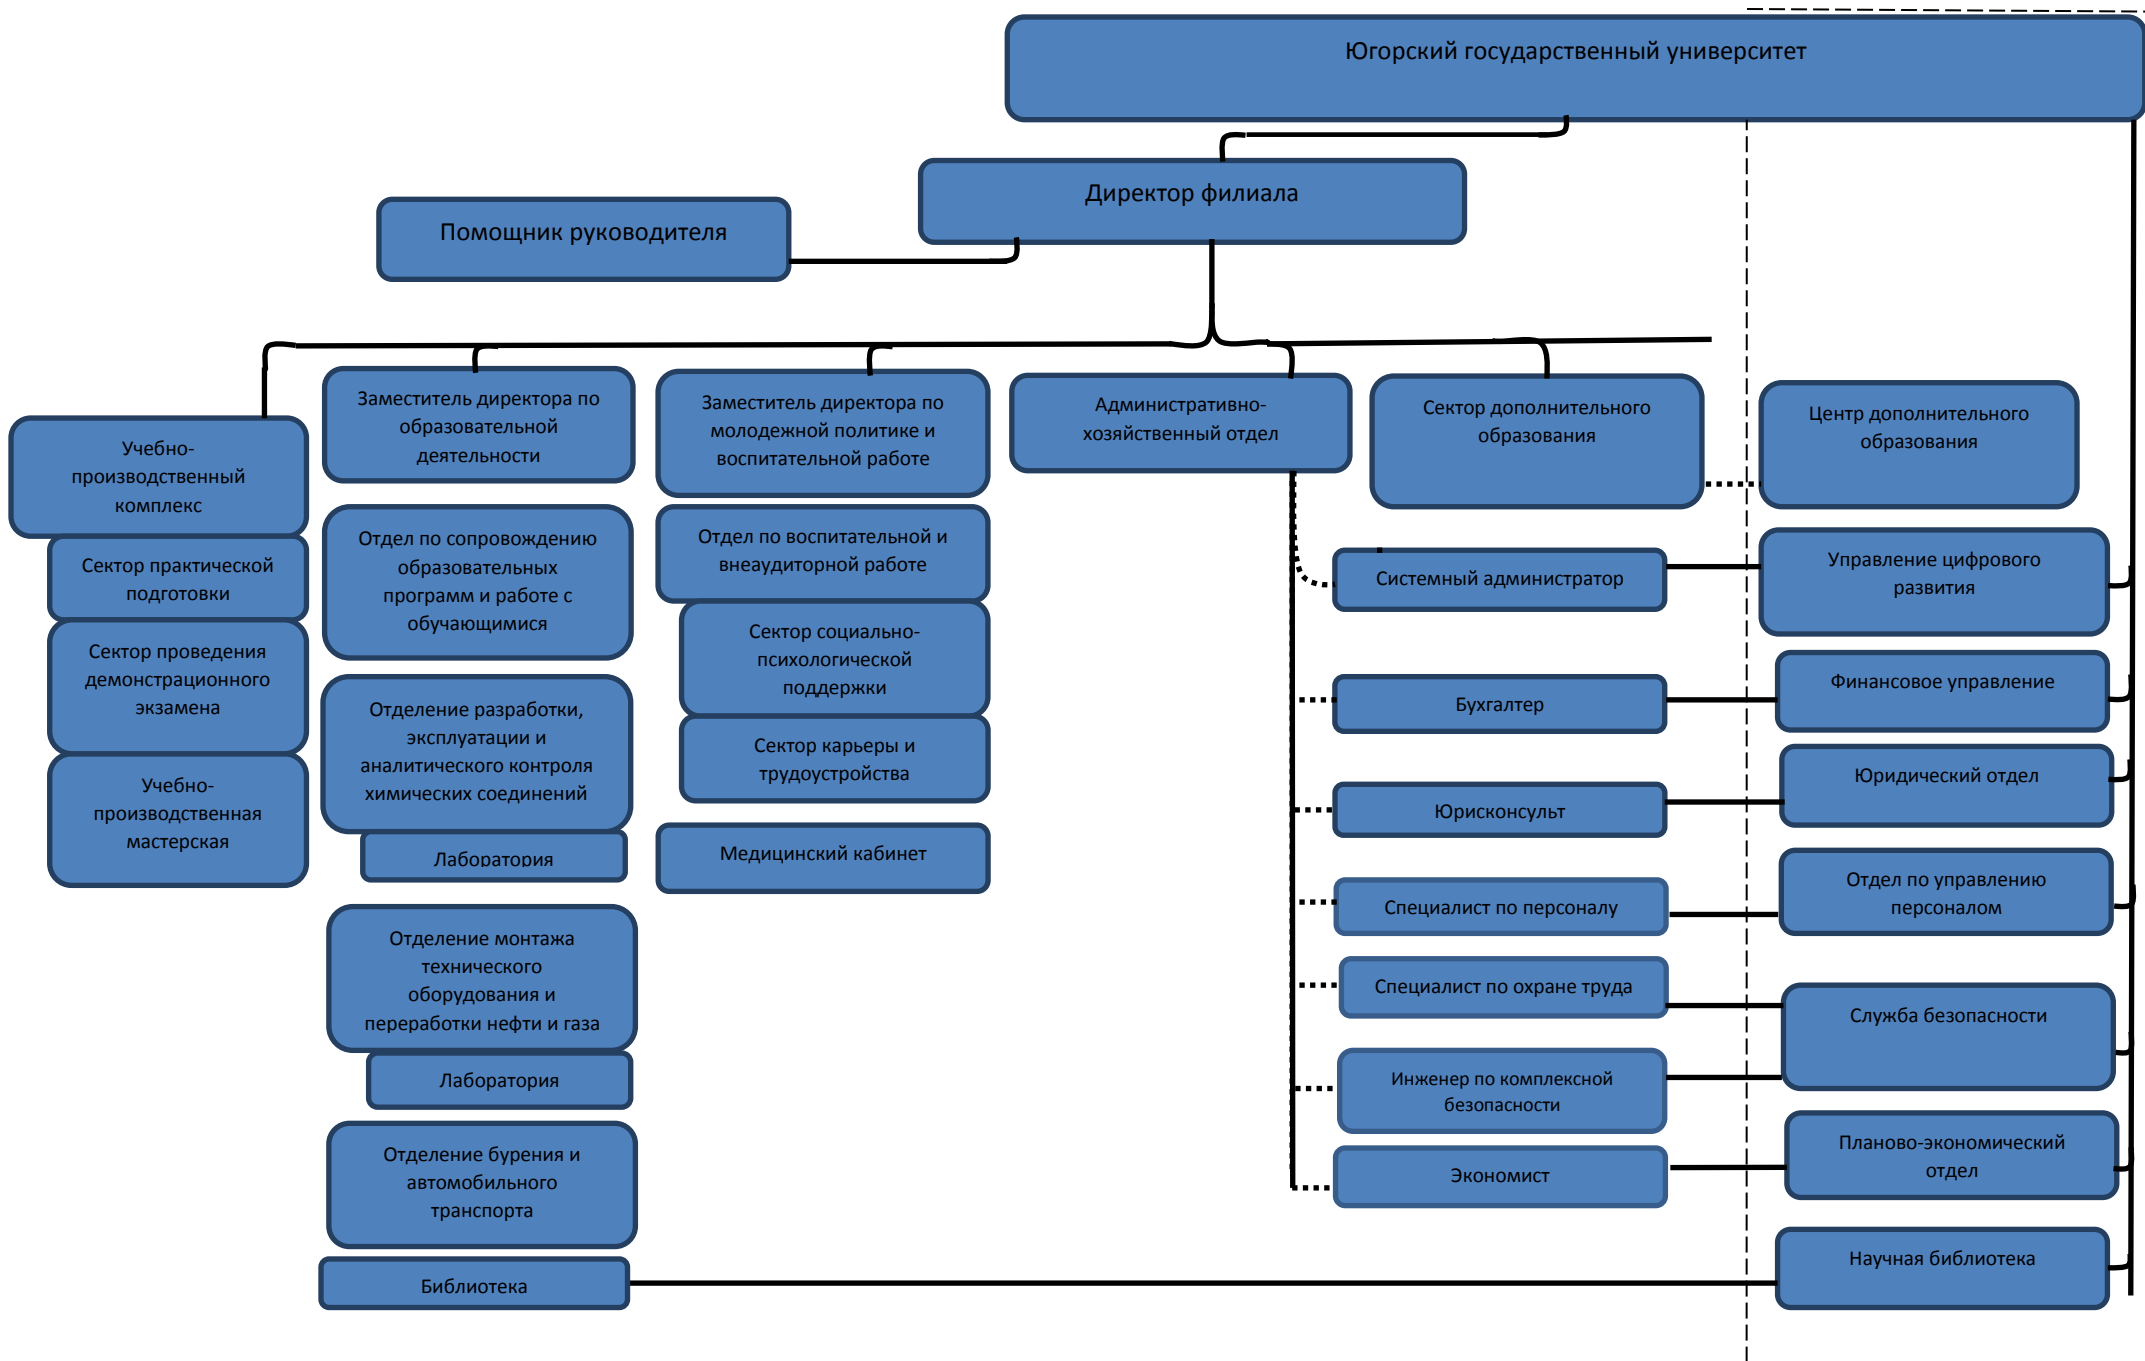 Югорский государственный университет
Директор филиала
Помощник руководителя
Учебно-
производственный
комплекс
Сектор практической
подготовки
Сектор проведения
демонстрационного
экзамена
Учебно-
производственная
мастерская
Заместитель директора по
образовательной
деятельности
Отдел по сопровождению
образовательных
программ и работе с
обучающимися
Отделение разработки,
эксплуатации и
аналитического контроля
химических соединений
Лаборатория
Отделение монтажа
технического
оборудования и
переработки нефти и газа
Лаборатория
Отделение бурения и
автомобильного
транспорта
Библиотека
Заместитель директора по
молодежной политике и
воспитательной работе
Отдел по воспитательной и
внеаудиторной работе
Сектор социально-
психологической
поддержки
Сектор карьеры и
трудоустройства
Медицинский кабинет
Административно-
хозяйственный отдел
Сектор дополнительного
образования
Системный администратор
Бухгалтер
Юрисконсульт
Специалист по персоналу
Специалист по охране труда
Инженер по комплексной
безопасности
Экономист
Центр дополнительного
образования
Управление цифрового
развития
Финансовое управление
Юридический отдел
Отдел по управлению
персоналом
Служба безопасности
Планово-экономический
отдел
Научная библиотека